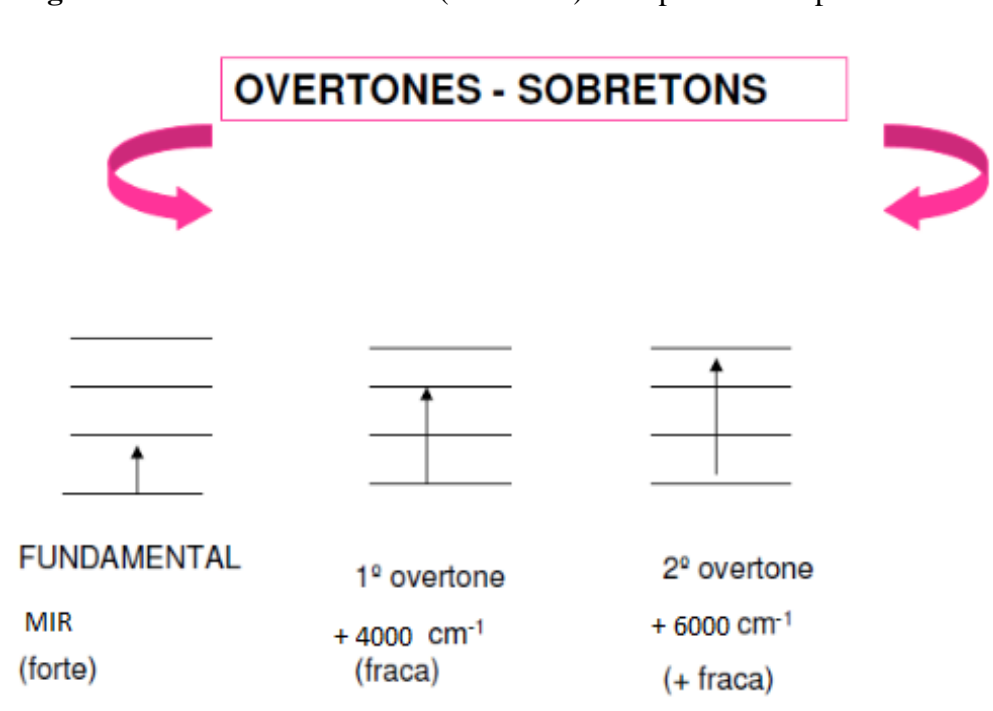 OVERTONES - SOBRETONS
FUNDAMENTAL
MIR
(forte)
1º overtone
+ 4000 cm-1
(fraca)
2º overtone
+ 6000 cm-1
(+ fraca)